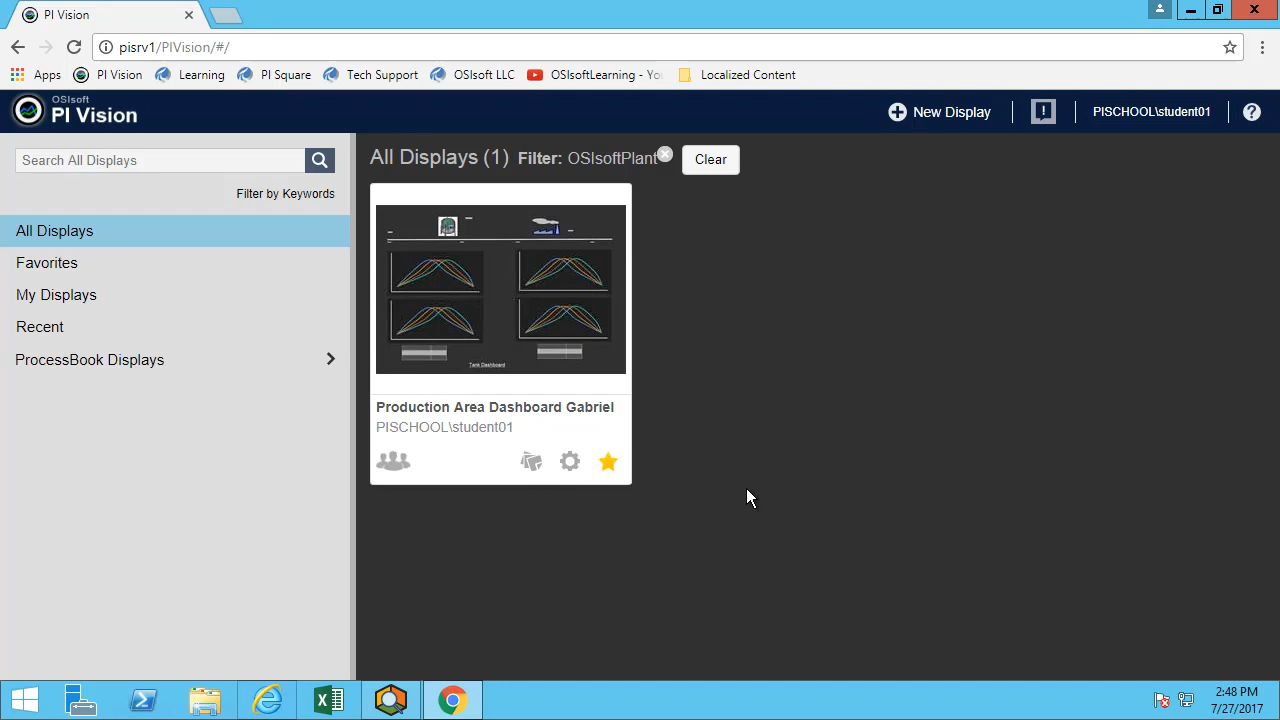 PI Vision
pisrv1/PIVision/#/
Apps PI Vision Learning PI Square Tech Support OSIsoft LLC OSIsoftLearning - You Localized Content
OSIsoft
PI Vision
New Display
PISCHOOL\student01
Search All Displays
Filter by Keywords
All Displays
Favorites
My Displays
Recent
ProcessBook Displays
All Displays (1) Filter: OSIsoftPlant Clear
Tank Dashboard
Production Area Dashboard Gabriel
PISCHOOL\student01
2:48 PM
7/27/2017